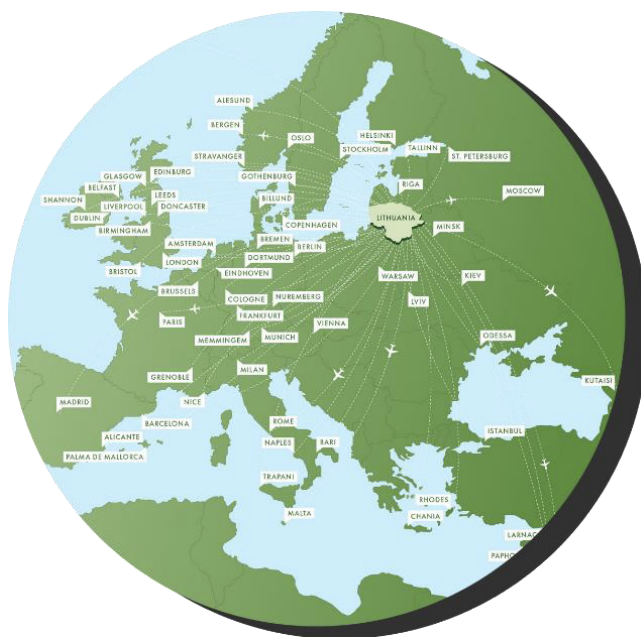 ALESUND
BERGEN
OSLO
HELSINKI
STOCKHOLM
TALLINN
ST. PETERSBURG
STRAVANGER
EDINBURG
GLASGOW
GOTHENBURG
BELFAST
LEEDS
BILLUND
RIGA
MOSCOW
SHANNON
LIVERPOOL
DONCASTER
DUBLIN
LITHUANIA
COPENHAGEN
BIRMINGHAM
MINSK
AMSTERDAM
BREMEN
BERLIN
LONDON
DORTMUND
BRISTOL
EINDHOVEN
WARSAW
KIEV
BRUSSELS
COLOGNE
NUREMBERG
LVIV
FRANKFURT
PARIS
VIENNA
MEMMINGEM
MUNICH
ODESSA
MILAN
GRENOBLE
KUTAISI
MADRID
NICE
BARCELONA
ROME
ISTANBUL
ALICANTE
NAPLES
BARI
PALMA DE MALLORCA
TRAPANI
RHODES
MALTA
CHANIA
LARNAC
PAPHO